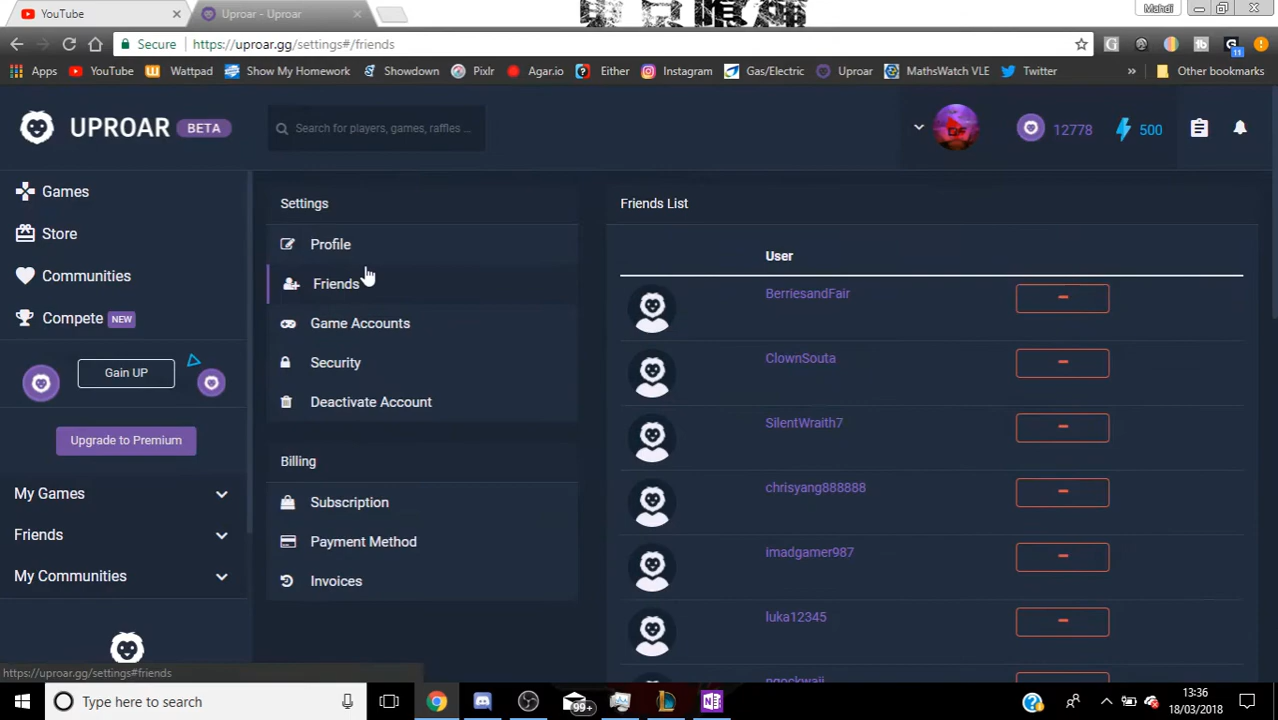 YouTube
Uproar - Uproar
Mahdi
Secure
https://uproar.gg/settings#/friends
11
Apps
YouTube
Wattpad
Show My Homework
Showdown
Pixlr
Agar.io
Either
Instagram
Gas/Electric
Uproar
MathsWatch VLE
Twitter
»
Other bookmarks
UPROAR BETA
Search for players, games, raffles ...
12778
500
Games
Store
Communities
Compete NEW
Gain UP
Upgrade to Premium
My Games
Friends
My Communities
Settings
Profile
Friends
Game Accounts
Security
Deactivate Account
Billing
Subscription
Payment Method
Invoices
Friends List
User
BerriesandFair
ClownSouta
SilentWraith7
chrisyang888888
imadgamer987
luka12345
https://uproar.gg/settings#friends
Type here to search
99+
13:36
18/03/2018